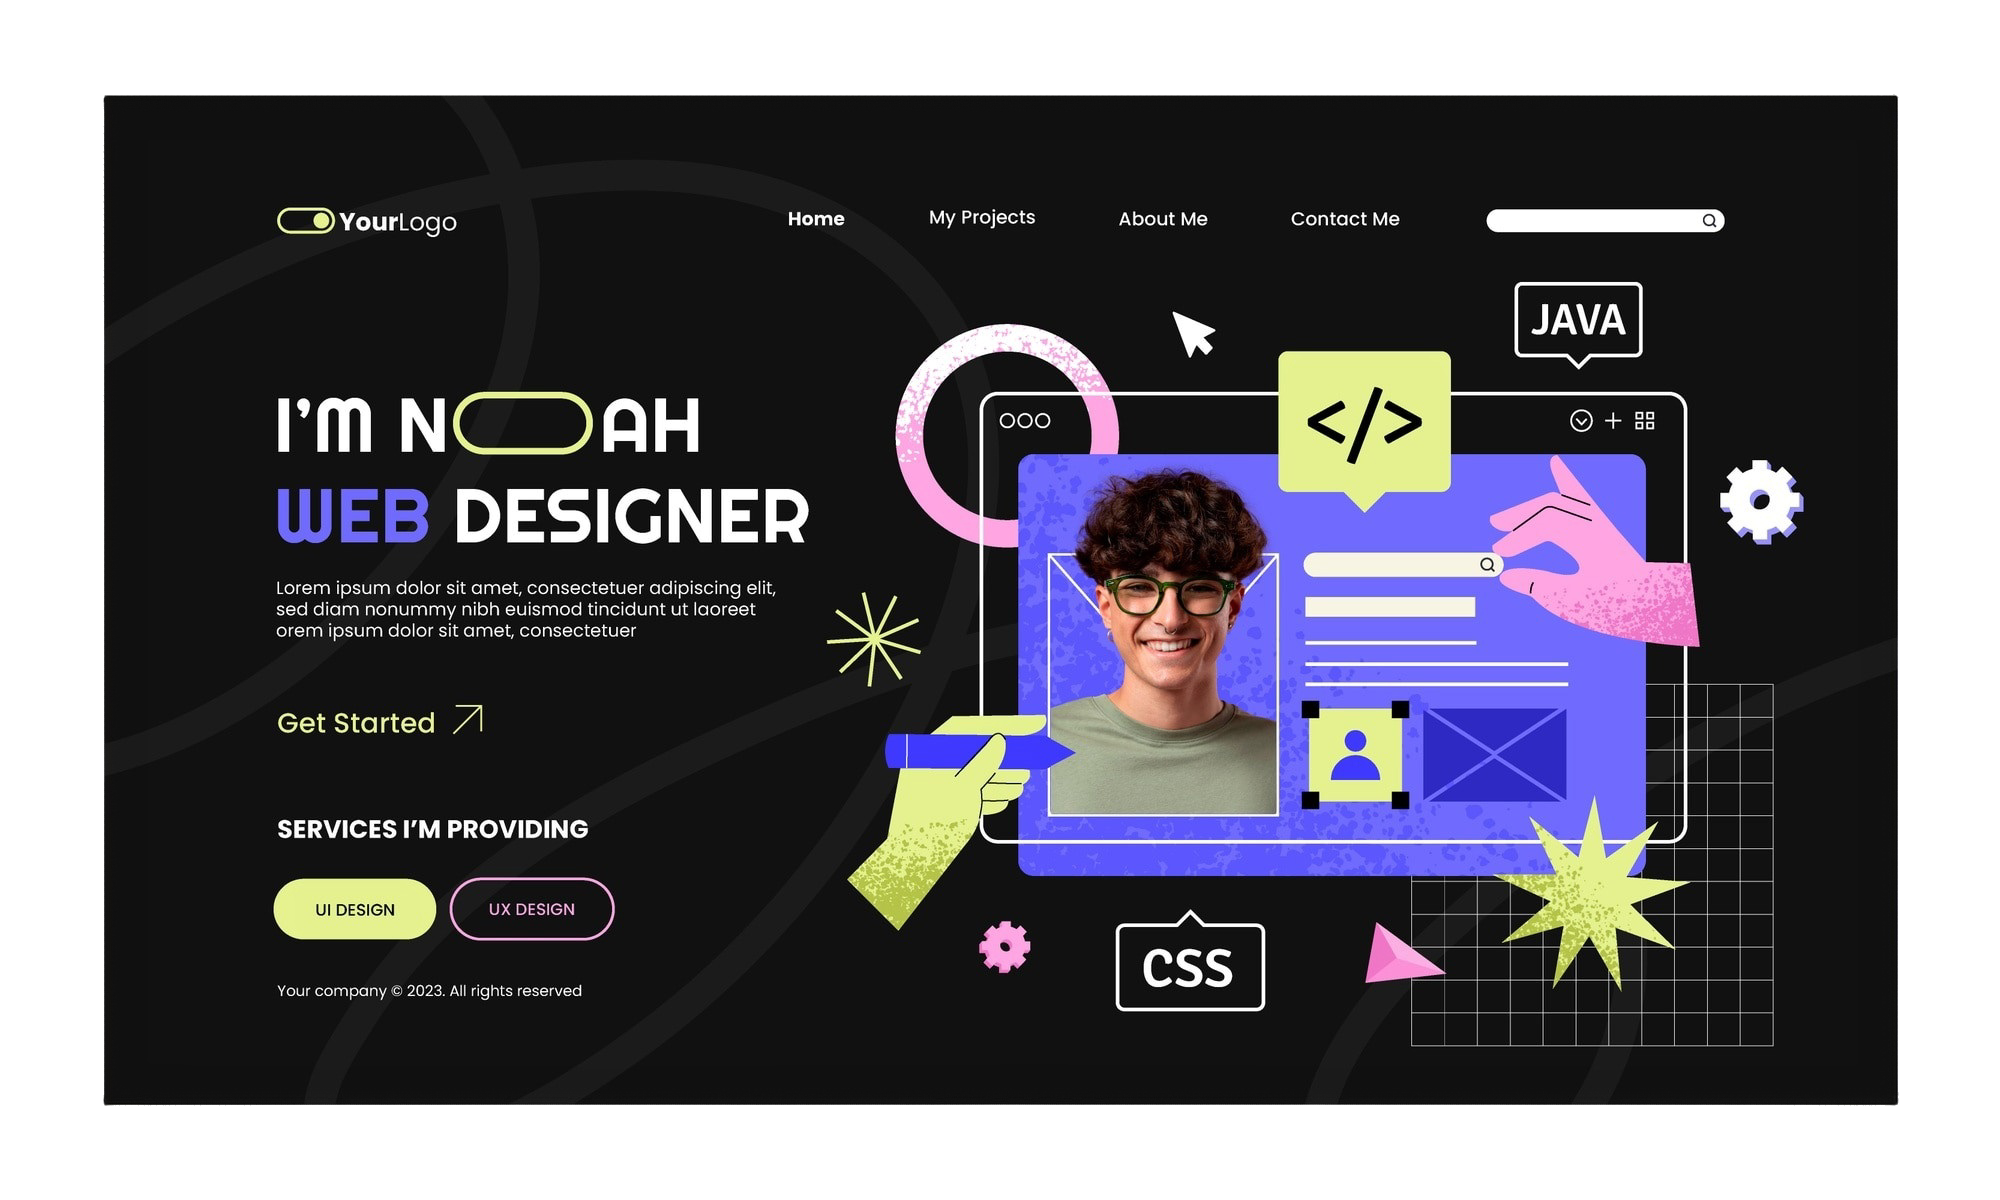 YourLogo
Home
My Projects
About Me
Contact Me
JAVA
</>
I'M NOAH
WEB DESIGNER
Lorem ipsum dolor sit amet, consectetuer adipiscing elit,
sed diam nonummy nibh euismod tincidunt ut laoreet
orem ipsum dolor sit amet, consectetuer
Get Started
SERVICES I'M PROVIDING
UI DESIGN
UX DESIGN
CSS
Your company © 2023. All rights reserved